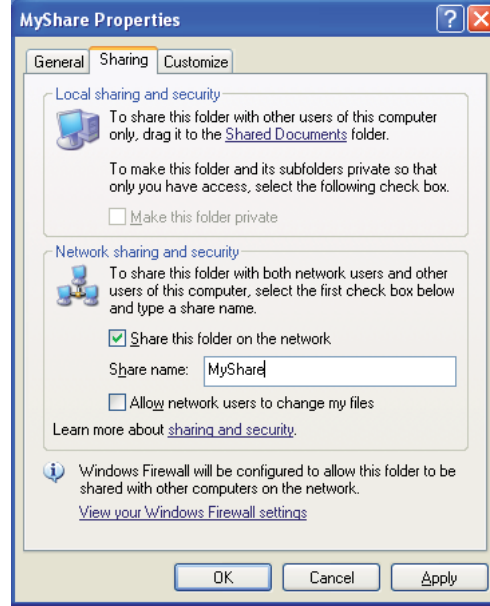 MyShare Properties
General Sharing Customize
Local sharing and security
To share this folder with other users of this computer
only, drag it to the Shared Documents folder.
To make this folder and its subfolders private so that
only you have access, select the following check box.
Make this folder private
Network sharing and security
To share this folder with both network users and other
users of this computer, select the first check box below
and type a share name.
Share this folder on the network
Share name: MyShare
Allow network users to change my files
Learn more about sharing and security.
Windows Firewall will be configured to allow this folder to be
shared with other computers on the network.
View your Windows Firewall settings
OK Cancel Apply